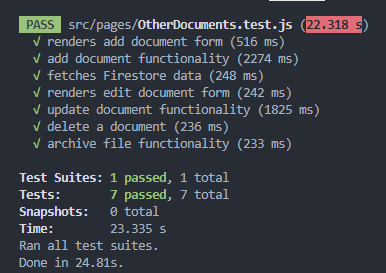 PASS src/pages/OtherDocuments.test.js (22.318 s)
√ renders add document form (516 ms)
√ add document functionality (2274 ms)
√ fetches Firestore data (248 ms)
√ renders edit document form (242 ms)
√ update document functionality (1825 ms)
√ delete a document (236 ms)
√ archive file functionality (233 ms)

Test Suites: 1 passed, 1 total
Tests: 7 passed, 7 total
Snapshots: 0 total
Time: 23.335 s
Ran all test suites.
Done in 24.81s.